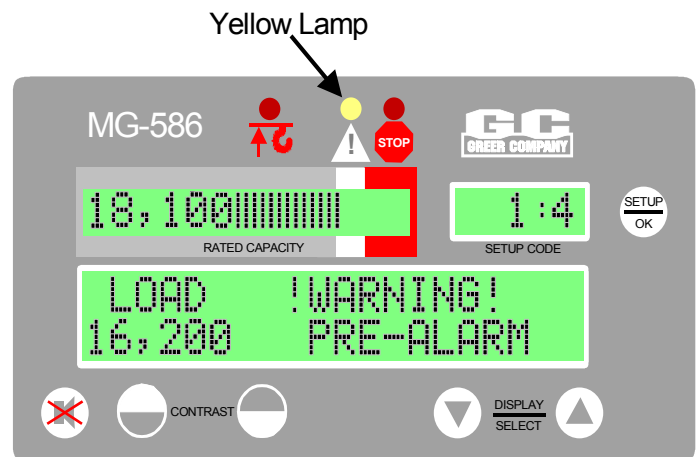 Yellow Lamp
MG-586
!
STOP
GC
GREER COMPANY
18,100
RATED CAPACITY
1:4
SETUP CODE
SETUP
OK
LOAD !WARNING!
16,200 PRE-ALARM
CONTRAST
DISPLAY
SELECT